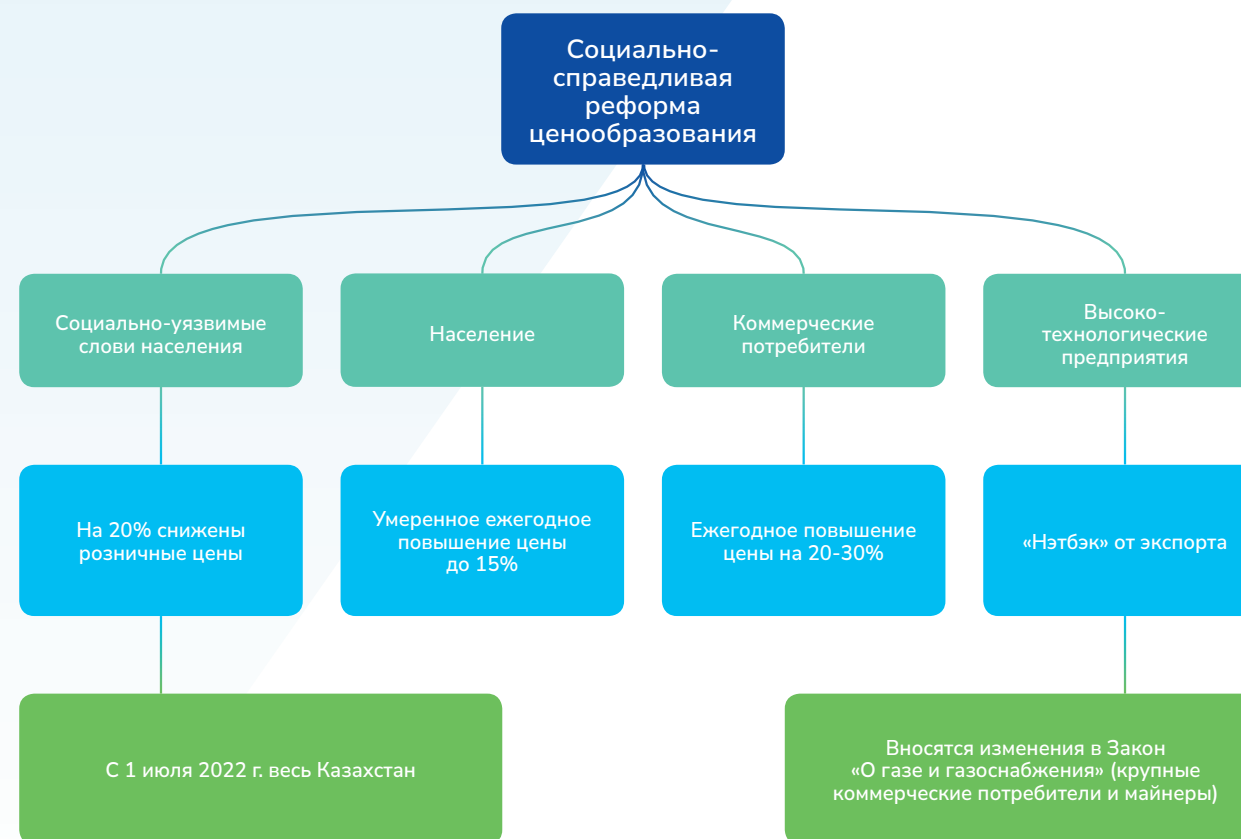 Социально-
справедливая
реформа
ценообразования
Социально-уязвимые
слови населения
Население
Коммерческие
потребители
Высоко-
технологические
предприятия
На 20% снижены
розничные цены
Умеренное ежегодное
повышение цены
до 15%
Ежегодное повышение
цены на 20-30%
«Нэтбэк» от экспорта
С 1 июля 2022 г. весь Казахстан
Вносятся изменения в Закон
«О газе и газоснабжения» (крупные
коммерческие потребители и майнеры)